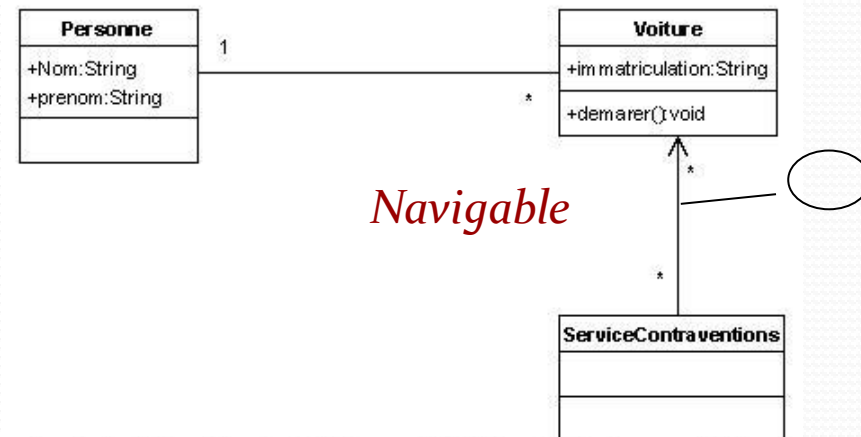 Personne
+Nom:String
+prenom:String
1
*
Voiture
+immatriculation:String
+demarer():void
*
Navigable
*
ServiceContraventions